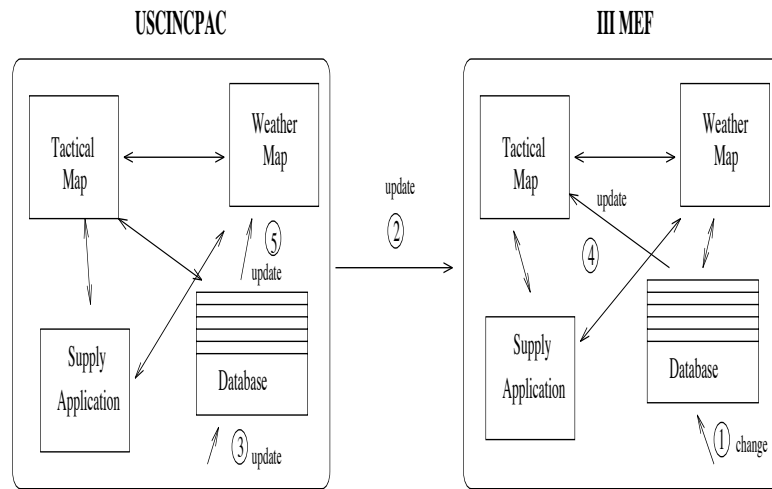 USCINCPAC
III MEF
Tactical
Map
Weather
Map
5
update
Supply
Application
Database
3
update
update
2
Tactical
Map
Weather
Map
update
4
Supply
Application
Database
1
change